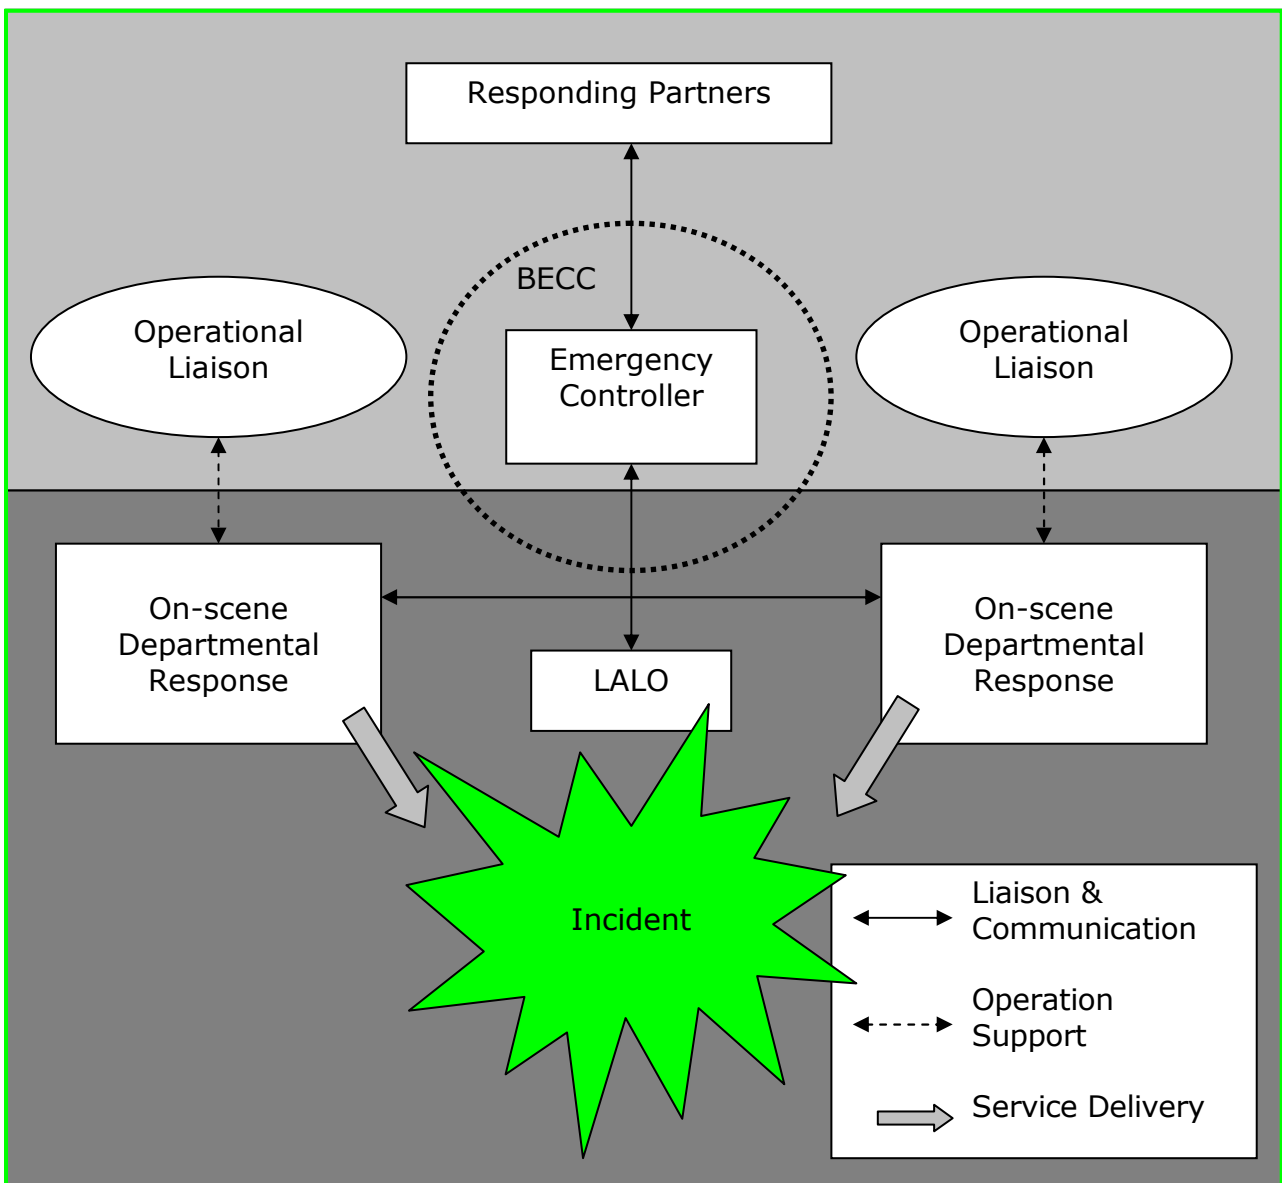 Responding Partners
BECC
Operational
Liaison
Emergency
Controller
Operational
Liaison
On-scene
Departmental
Response
LALO
On-scene
Departmental
Response
Incident
Liaison &
Communication
Operation
Support
Service Delivery